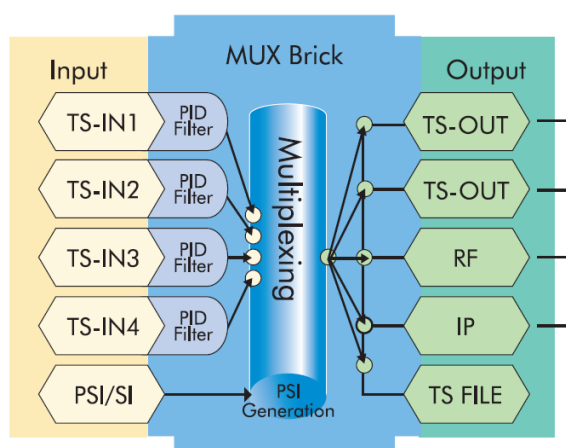 MUX Brick
Input
Output
TS-IN1
PID
Filter
TS-OUT
TS-IN2
PID
Filter
TS-OUT
TS-IN3
PID
Filter
RF
TS-IN4
PID
Filter
IP
Multiplexing
PSI/SI
PSI
Generation
TS FILE